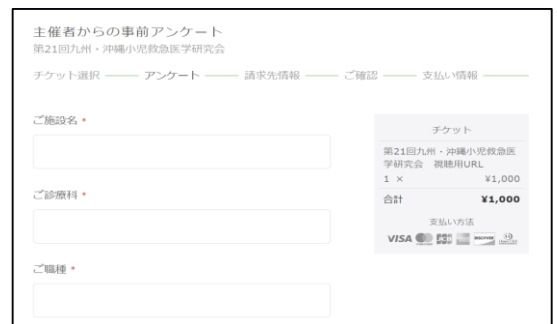 主催者からの事前アンケート
第21回九州・沖縄小児救急医学研究会
チケット選択 アンケート 請求先情報 ご確認 支払い情報
ご施設名 *
ご診療科 *
ご職種 *
チケット
第21回九州・沖縄小児救急医
学研究会 視聴用URL
1 × ¥1,000
合計 ¥1,000
支払い方法
VISA JCB DISCOVER